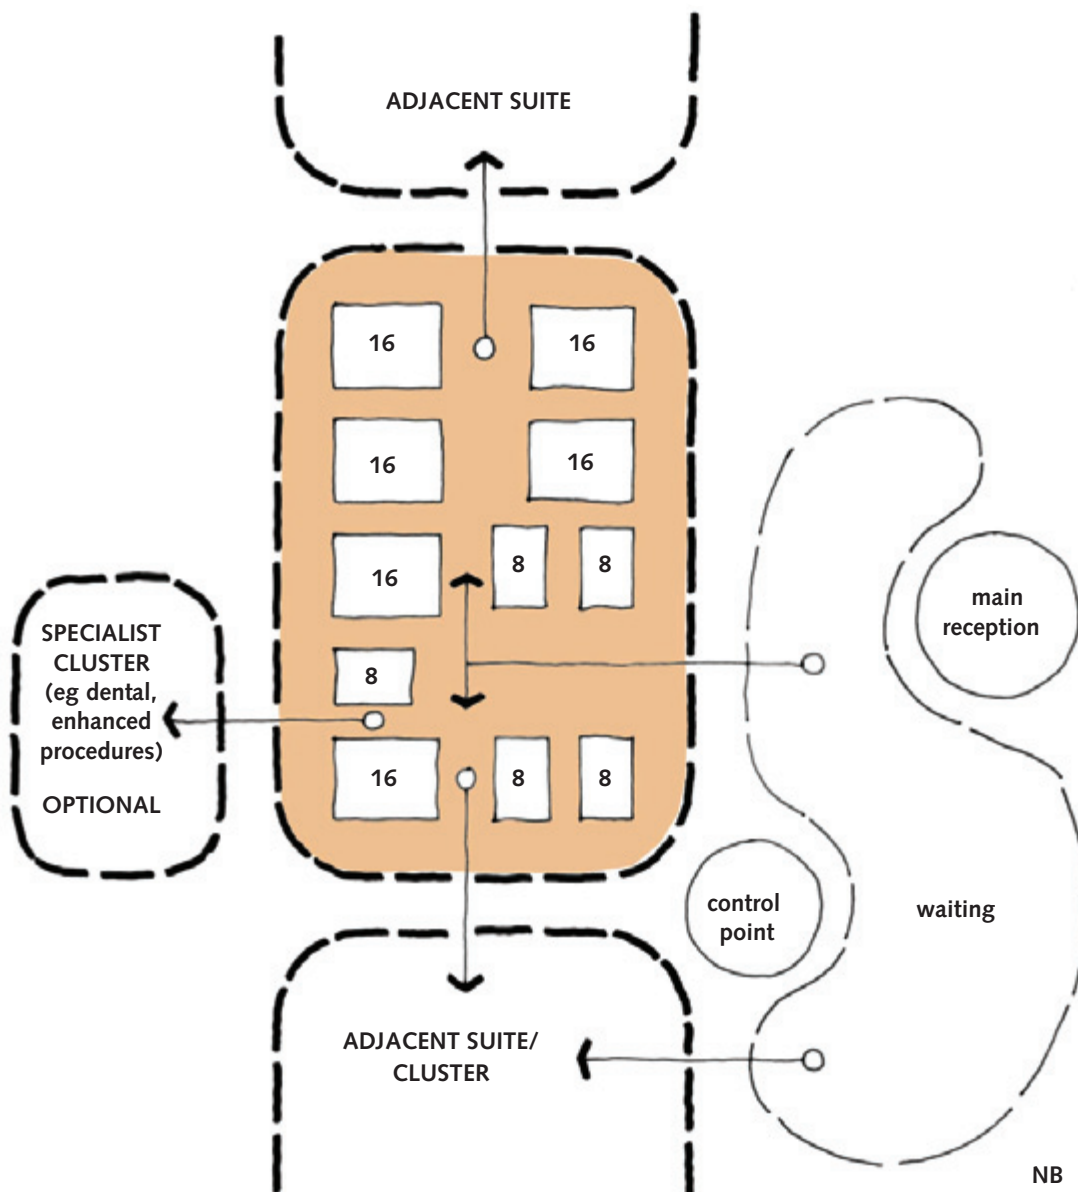 ADJACENT SUITE
16
16
16
16
16
8
8
main
reception
SPECIALIST
CLUSTER
(eg dental,
enhanced
procedures)
OPTIONAL
8
16
8
8
control
point
waiting
ADJACENT SUITE/
CLUSTER
NB